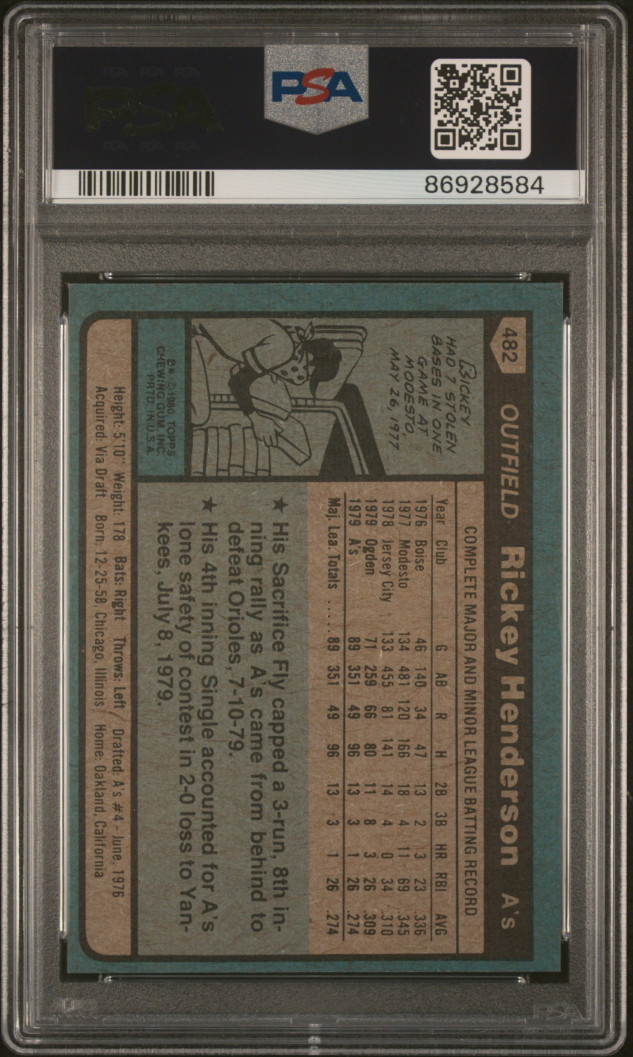 PSA
86928584
482
OUTFIELD Rickey Henderson A's
Rickey
HAD 7 STOLEN
BASES IN ONE
GAME AT
MODESTO,
MAY 26, 1977
B* © 1980 TOPPS
CHEWING GUM, INC.
PRTD. IN U.S.A.
COMPLETE MAJOR AND MINOR LEAGUE BATTING RECORD
Year Club G AB R H 2B 3B HR RBI AVG
1976 Boise 46 140 34 47 13 2 3 23 .336
1977 Modesto 134 481 120 166 18 4 11 69 .345
1978 Jersey City 133 455 81 141 14 4 0 34 .310
1979 Ogden 71 259 66 80 11 8 3 26 .309
1979 A's 89 351 49 96 13 3 1 26 .274
Maj. Lea. Totals ..... 89 351 49 96 13 3 1 26 .274
★ His Sacrifice Fly capped a 3-run, 8th in-
ning rally as A's came from behind to
defeat Orioles, 7-10-79.
★ His 4th inning Single accounted for A's
lone safety of contest in 2-0 loss to Yan-
kees, July 8, 1979.
Height: 5'10" Weight: 178 Bats: Right Throws: Left Drafted: A's #4 - June, 1976
Acquired: Via Draft Born: 12-25-58, Chicago, Illinois Home: Oakland, California